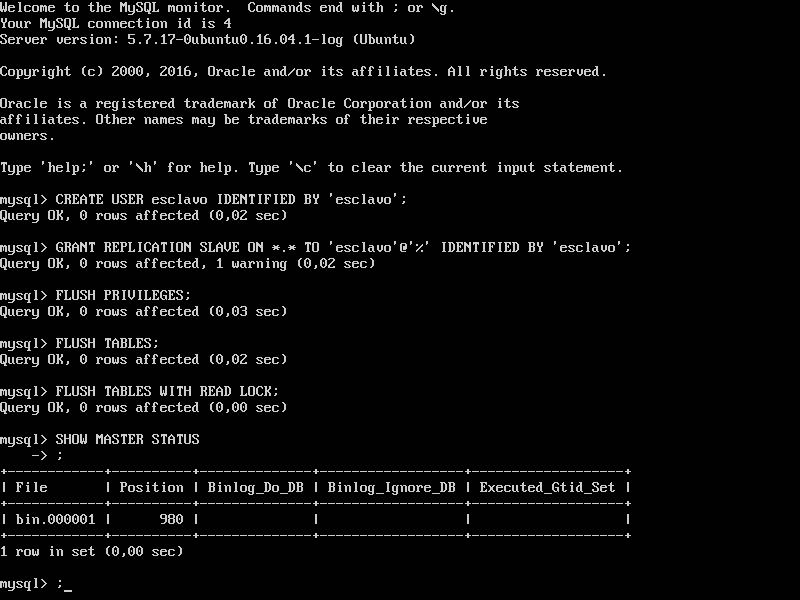 Welcome to the MySQL monitor.  Commands end with ; or \g.
Your MySQL connection id is 4
Server version: 5.7.17-0ubuntu0.16.04.1-log (Ubuntu)
Copyright (c) 2000, 2016, Oracle and/or its affiliates. All rights reserved.
Oracle is a registered trademark of Oracle Corporation and/or its
affiliates. Other names may be trademarks of their respective
owners.
Type 'help;' or '\h' for help. Type '\c' to clear the current input statement.
mysql> CREATE USER esclavo IDENTIFIED BY 'esclavo';
Query OK, 0 rows affected (0,02 sec)
mysql> GRANT REPLICATION SLAVE ON *.* TO 'esclavo'@'%' IDENTIFIED BY 'esclavo';
Query OK, 0 rows affected, 1 warning (0,02 sec)
mysql> FLUSH PRIVILEGES;
Query OK, 0 rows affected (0,03 sec)
mysql> FLUSH TABLES;
Query OK, 0 rows affected (0,02 sec)
mysql> FLUSH TABLES WITH READ LOCK;
Query OK, 0 rows affected (0,00 sec)
mysql> SHOW MASTER STATUS
    -> ;
+------------+----------+--------------+------------------+-------------------+
| File       | Position | Binlog_Do_DB | Binlog_Ignore_DB | Executed_Gtid_Set |
+------------+----------+--------------+------------------+-------------------+
| bin.000001 |      980 |              |                  |                   |
+------------+----------+--------------+------------------+-------------------+
1 row in set (0,00 sec)
mysql> ;_